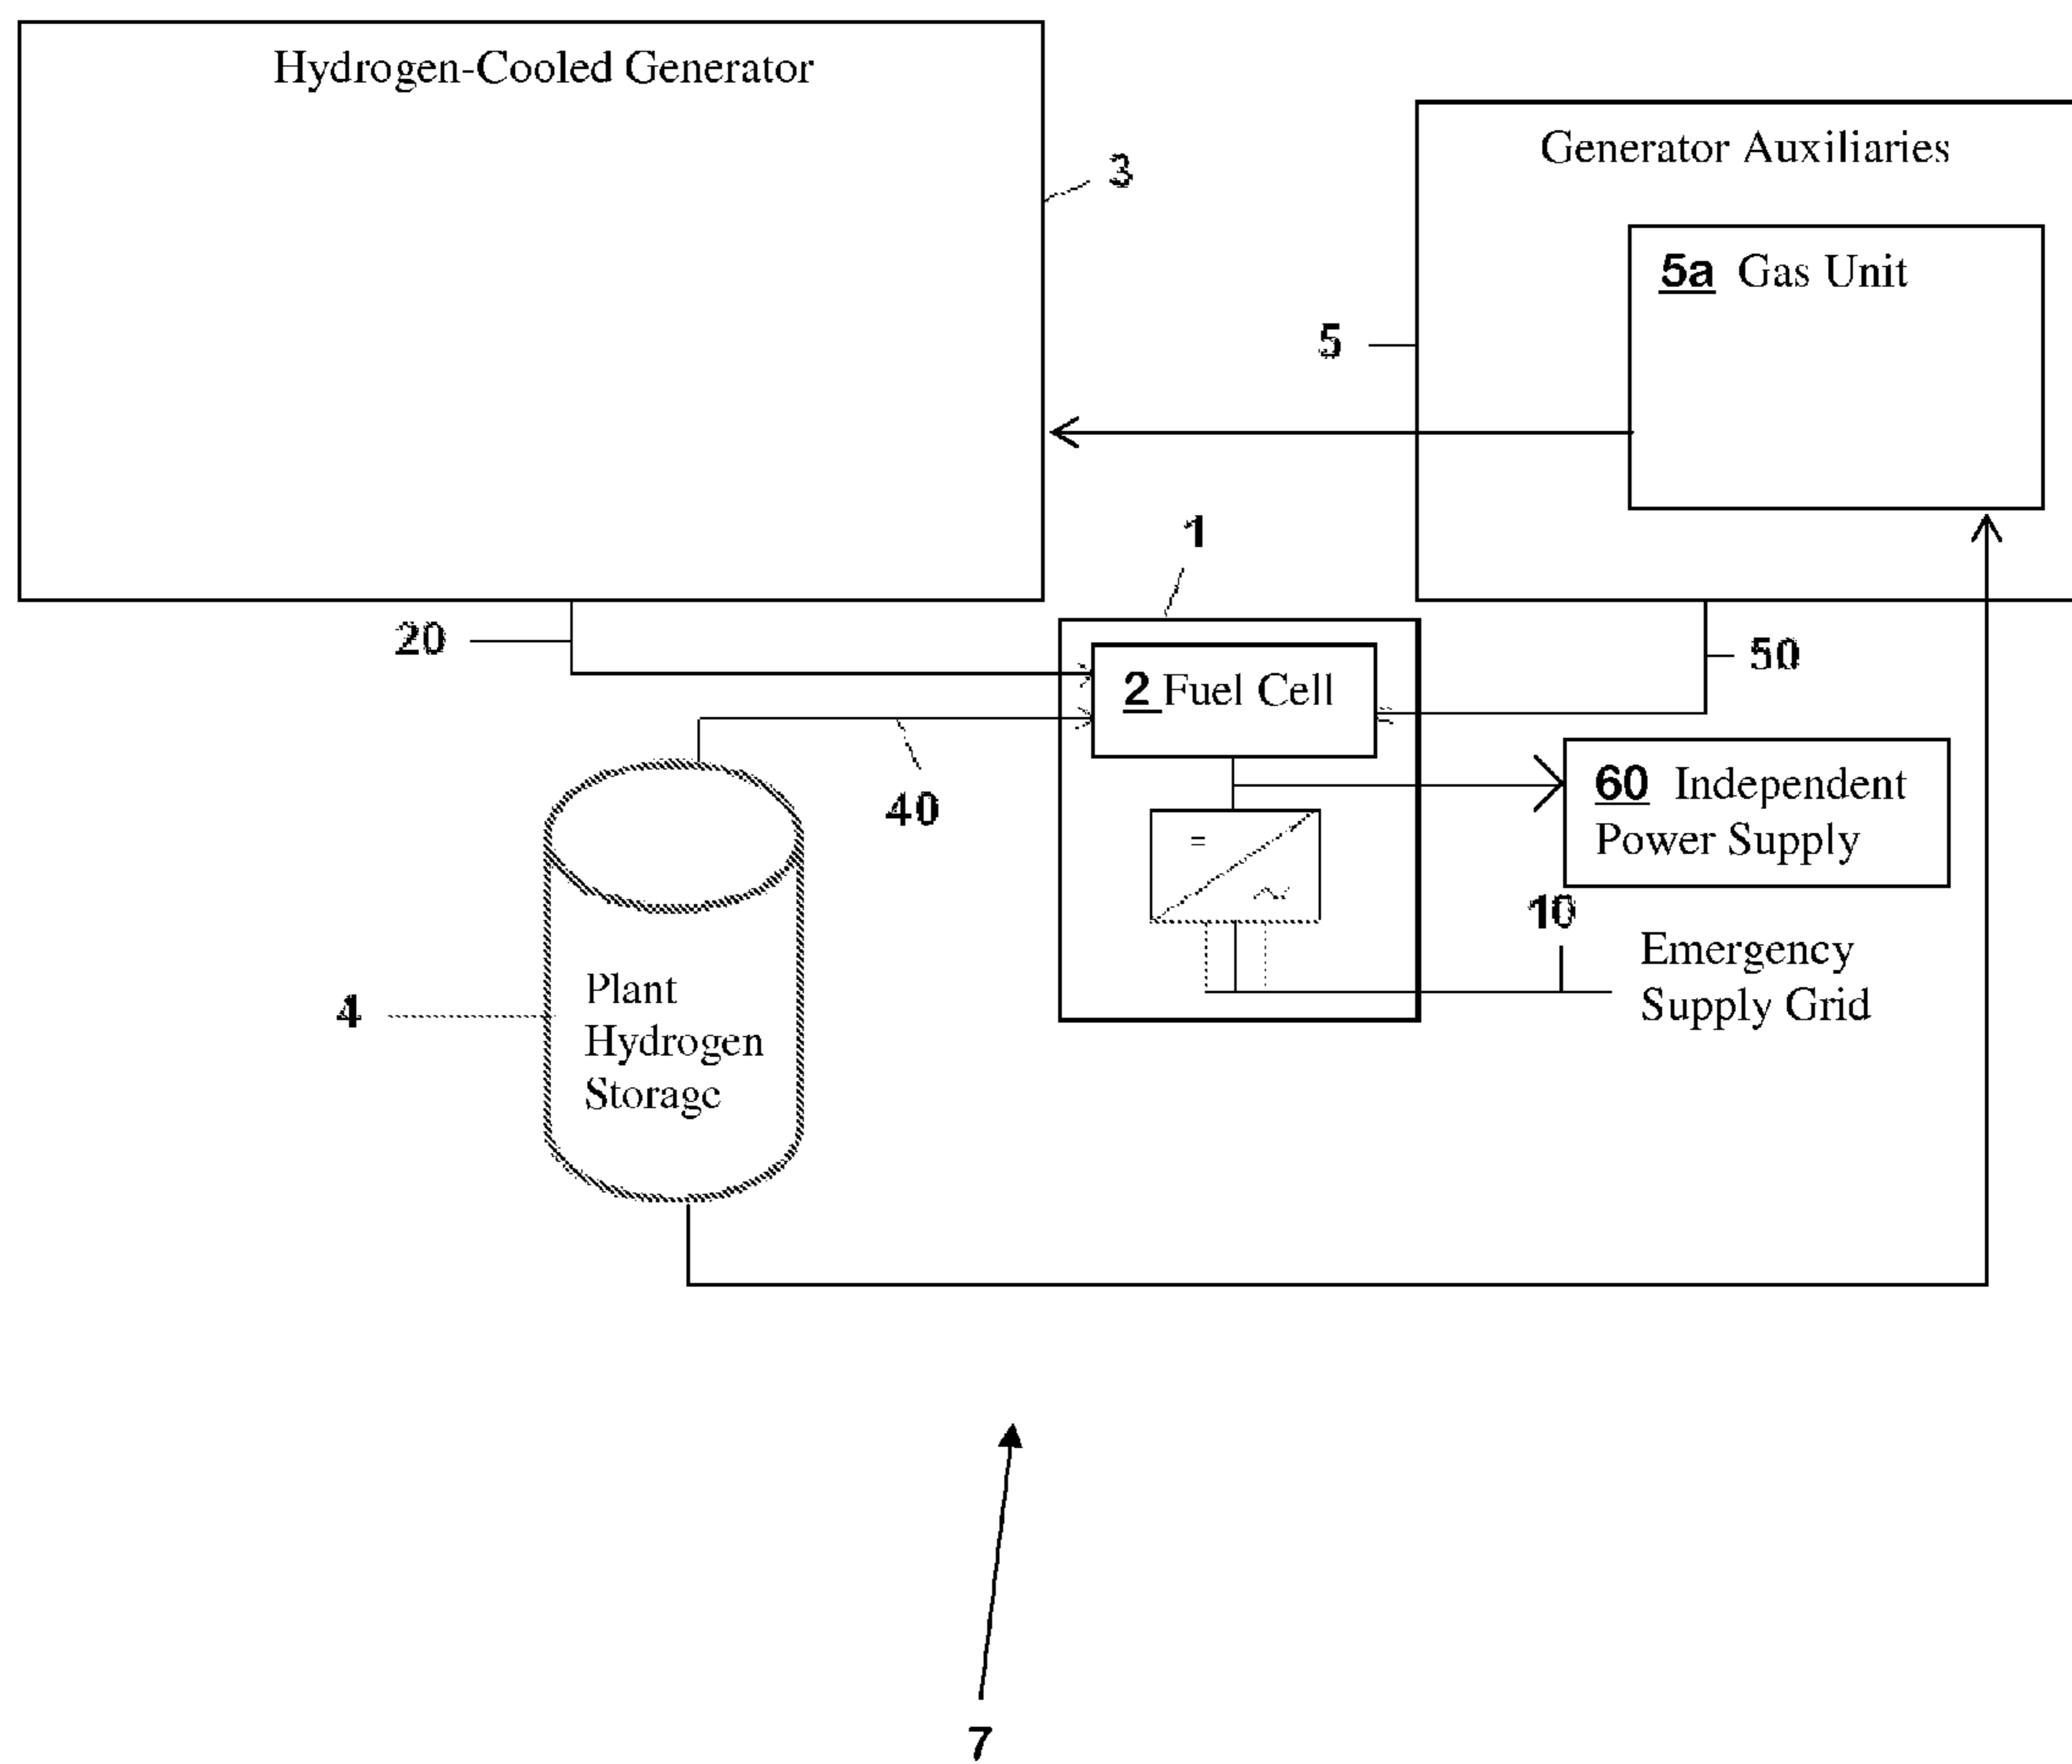 Hydrogen-Cooled Generator
3
Generator Auxiliaries
5a Gas Unit
5
1
20
2 Fuel Cell
50
40
60 Independent
Power Supply
10
Emergency
Supply Grid
4
Plant
Hydrogen
Storage
=
~
7